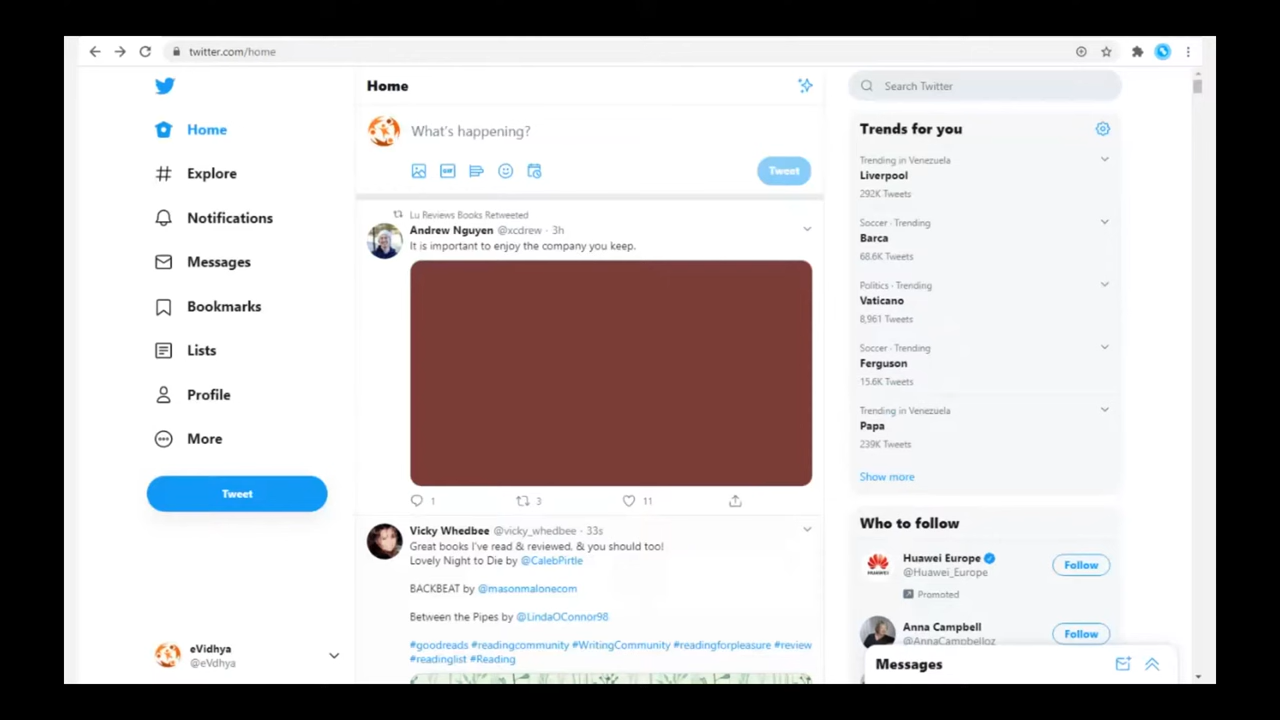 twitter.com/home
Home
Explore
Notifications
Messages
Bookmarks
Lists
Profile
More
Tweet
eVidhya
@eVdhya
Home
What's happening?
GIF
Tweet
Lu Reviews Books Retweeted
Andrew Nguyen @xcdrew · 3h
It is important to enjoy the company you keep.
1 3 11
Vicky Whedbee @vicky_whedbee · 33s
Great books I've read & reviewed, & you should too!
Lovely Night to Die by @CalebPirtle
BACKBEAT by @masonmalonecom
Between the Pipes by @LindaOConnor98
#goodreads #readingcommunity #WritingCommunity #readingforpleasure #review
#readinglist #Reading
Search Twitter
Trends for you
Trending in Venezuela
Liverpool
292K Tweets
Soccer · Trending
Barca
68.6K Tweets
Politics · Trending
Vaticano
8,961 Tweets
Soccer · Trending
Ferguson
15.6K Tweets
Trending in Venezuela
Papa
239K Tweets
Show more
Who to follow
Huawei Europe
@Huawei_Europe
Follow
HUAWEI
Promoted
Anna Campbell
@AnnaCampbelloz
Follow
Messages